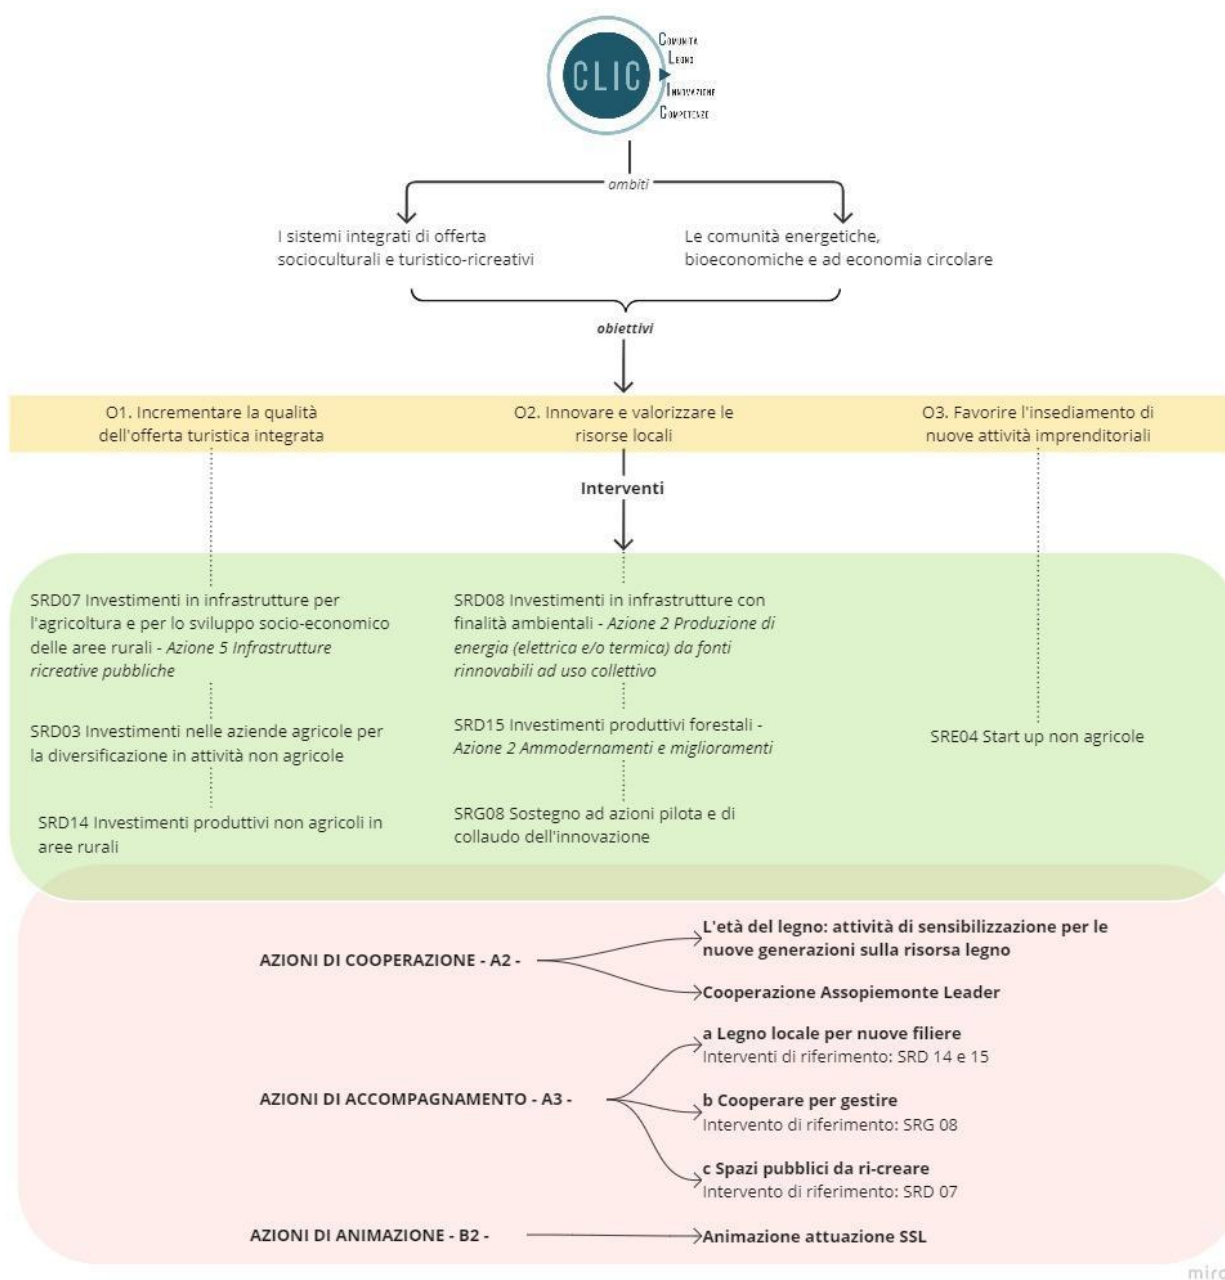 CLIC
COMUNITÀ
LEGNO
INNOVAZIONE
COMPETENZE
ambiti
I sistemi integrati di offerta
socioculturali e turistico-ricreativi
Le comunità energetiche,
bioeconomiche e ad economia circolare
obiettivi
O1. Incrementare la qualità
dell'offerta turistica integrata
O2. Innovare e valorizzare le
risorse locali
O3. Favorire l'insediamento di
nuove attività imprenditoriali
Interventi
SRD07 Investimenti in infrastrutture per
l'agricoltura e per lo sviluppo socio-economico
delle aree rurali - Azione 5 Infrastrutture
ricreative pubbliche
SRD03 Investimenti nelle aziende agricole per
la diversificazione in attività non agricole
SRD14 Investimenti produttivi non agricoli in
aree rurali
SRD08 Investimenti in infrastrutture con
finalità ambientali - Azione 2 Produzione di
energia (elettrica e/o termica) da fonti
rinnovabili ad uso collettivo
SRD15 Investimenti produttivi forestali -
Azione 2 Ammodernamenti e miglioramenti
SRG08 Sostegno ad azioni pilota e di
collaudo dell'innovazione
SRE04 Start up non agricole
AZIONI DI COOPERAZIONE - A2 -
L'età del legno: attività di sensibilizzazione per le
nuove generazioni sulla risorsa legno
Cooperazione Assopiemonte Leader
AZIONI DI ACCOMPAGNAMENTO - A3 -
a Legno locale per nuove filiere
Interventi di riferimento: SRD 14 e 15
b Cooperare per gestire
Intervento di riferimento: SRG 08
c Spazi pubblici da ri-creare
Intervento di riferimento: SRD 07
AZIONI DI ANIMAZIONE - B2 -
Animazione attuazione SSL
miro